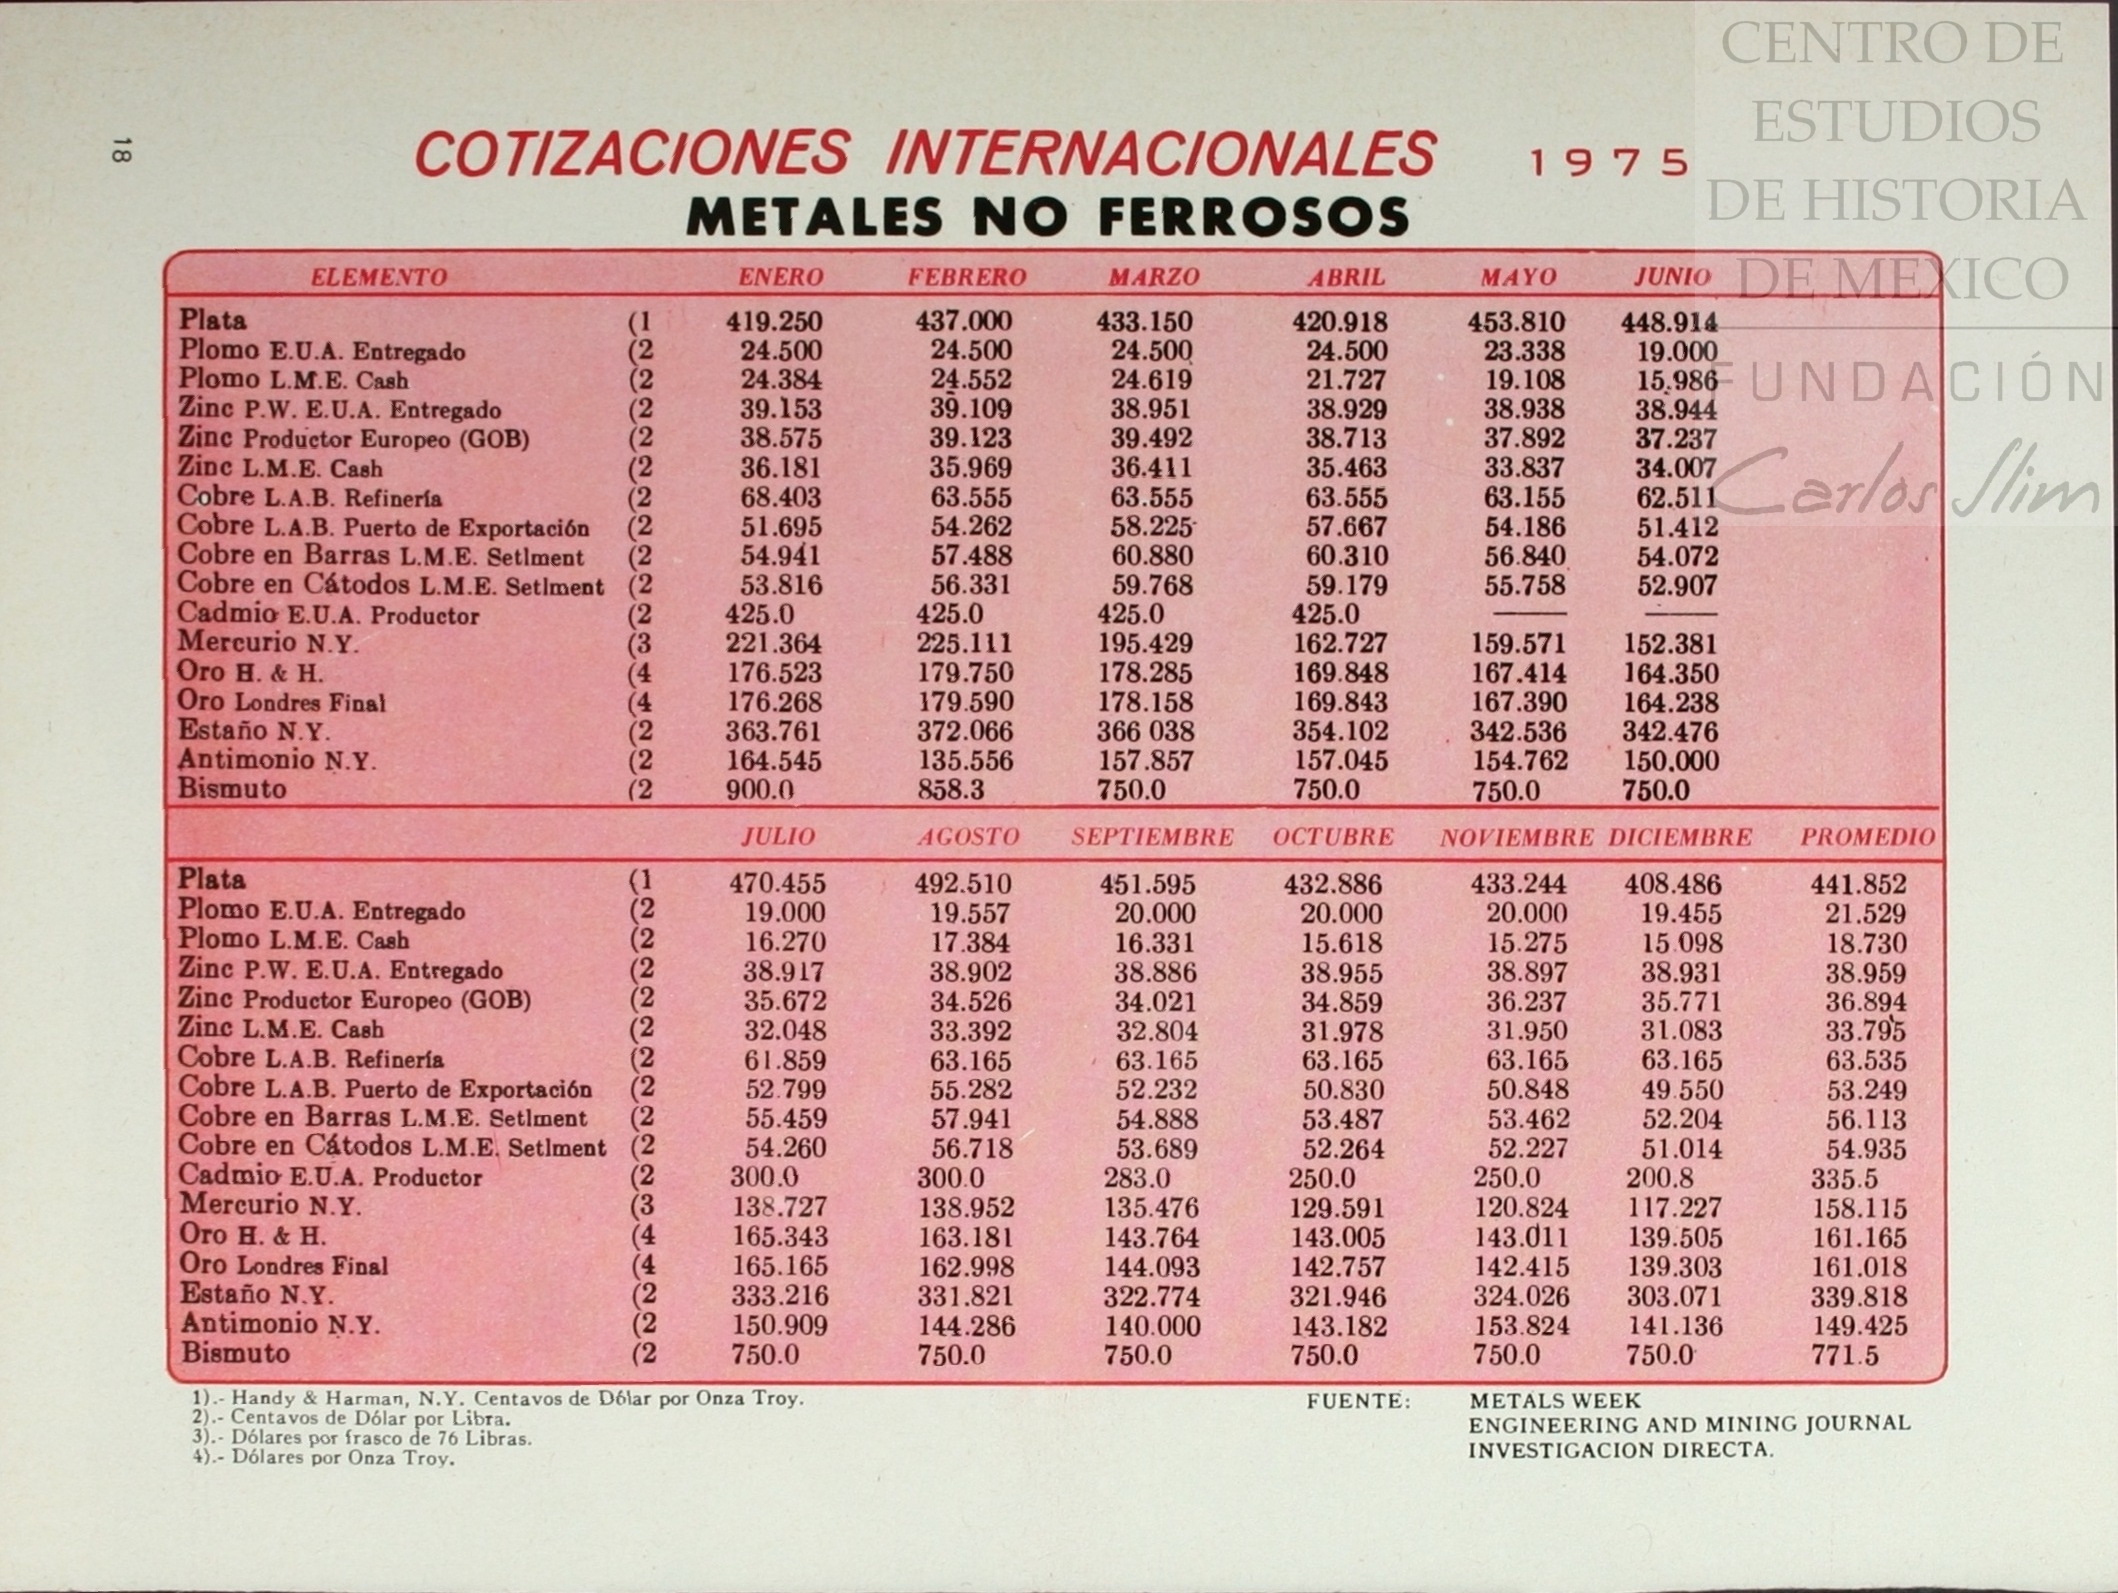 CENTRO DE
ESTUDIOS
DE HISTORIA
DE MEXICO
FUNDACIÓN
Carlos Slim
18
COTIZACIONES INTERNACIONALES 1975
METALES NO FERROSOS
ELEMENTO ENERO FEBRERO MARZO ABRIL MAYO JUNIO
Plata (1 419.250 437.000 433.150 420.918 453.810 448.914
Plomo E.U.A. Entregado (2 24.500 24.500 24.500 24.500 23.338 19.000
Plomo L.M.E. Cash (2 24.384 24.552 24.619 21.727 19.108 15.986
Zinc P.W. E.U.A. Entregado (2 39.153 39.109 38.951 38.929 38.938 38.944
Zinc Productor Europeo (GOB) (2 38.575 39.123 39.492 38.713 37.892 37.237
Zinc L.M.E. Cash (2 36.181 35.969 36.411 35.463 33.837 34.007
Cobre L.A.B. Refinería (2 68.403 63.555 63.555 63.555 63.155 62.511
Cobre L.A.B. Puerto de Exportación (2 51.695 54.262 58.225 57.667 54.186 51.412
Cobre en Barras L.M.E. Setlment (2 54.941 57.488 60.880 60.310 56.840 54.072
Cobre en Cátodos L.M.E. Setlment (2 53.816 56.331 59.768 59.179 55.758 52.907
Cadmio E.U.A. Productor (2 425.0 425.0 425.0 425.0 —— ——
Mercurio N.Y. (3 221.364 225.111 195.429 162.727 159.571 152.381
Oro H. & H. (4 176.523 179.750 178.285 169.848 167.414 164.350
Oro Londres Final (4 176.268 179.590 178.158 169.843 167.390 164.238
Estaño N.Y. (2 363.761 372.066 366 038 354.102 342.536 342.476
Antimonio N.Y. (2 164.545 135.556 157.857 157.045 154.762 150.000
Bismuto (2 900.0 858.3 750.0 750.0 750.0 750.0
JULIO AGOSTO SEPTIEMBRE OCTUBRE NOVIEMBRE DICIEMBRE PROMEDIO
Plata (1 470.455 492.510 451.595 432.886 433.244 408.486 441.852
Plomo E.U.A. Entregado (2 19.000 19.557 20.000 20.000 20.000 19.455 21.529
Plomo L.M.E. Cash (2 16.270 17.384 16.331 15.618 15.275 15.098 18.730
Zinc P.W. E.U.A. Entregado (2 38.917 38.902 38.886 38.955 38.897 38.931 38.959
Zinc Productor Europeo (GOB) (2 35.672 34.526 34.021 34.859 36.237 35.771 36.894
Zinc L.M.E. Cash (2 32.048 33.392 32.804 31.978 31.950 31.083 33.795
Cobre L.A.B. Refinería (2 61.859 63.165 63.165 63.165 63.165 63.165 63.535
Cobre L.A.B. Puerto de Exportación (2 52.799 55.282 52.232 50.830 50.848 49.550 53.249
Cobre en Barras L.M.E. Setlment (2 55.459 57.941 54.888 53.487 53.462 52.204 56.113
Cobre en Cátodos L.M.E. Setlment (2 54.260 56.718 53.689 52.264 52.227 51.014 54.935
Cadmio E.U.A. Productor (2 300.0 300.0 283.0 250.0 250.0 200.8 335.5
Mercurio N.Y. (3 138.727 138.952 135.476 129.591 120.824 117.227 158.115
Oro H. & H. (4 165.343 163.181 143.764 143.005 143.011 139.505 161.165
Oro Londres Final (4 165.165 162.998 144.093 142.757 142.415 139.303 161.018
Estaño N.Y. (2 333.216 331.821 322.774 321.946 324.026 303.071 339.818
Antimonio N.Y. (2 150.909 144.286 140.000 143.182 153.824 141.136 149.425
Bismuto (2 750.0 750.0 750.0 750.0 750.0 750.0 771.5
1).- Handy & Harman, N.Y. Centavos de Dólar por Onza Troy.
2).- Centavos de Dólar por Libra.
3).- Dólares por frasco de 76 Libras.
4).- Dólares por Onza Troy.
FUENTE: METALS WEEK
ENGINEERING AND MINING JOURNAL
INVESTIGACION DIRECTA.